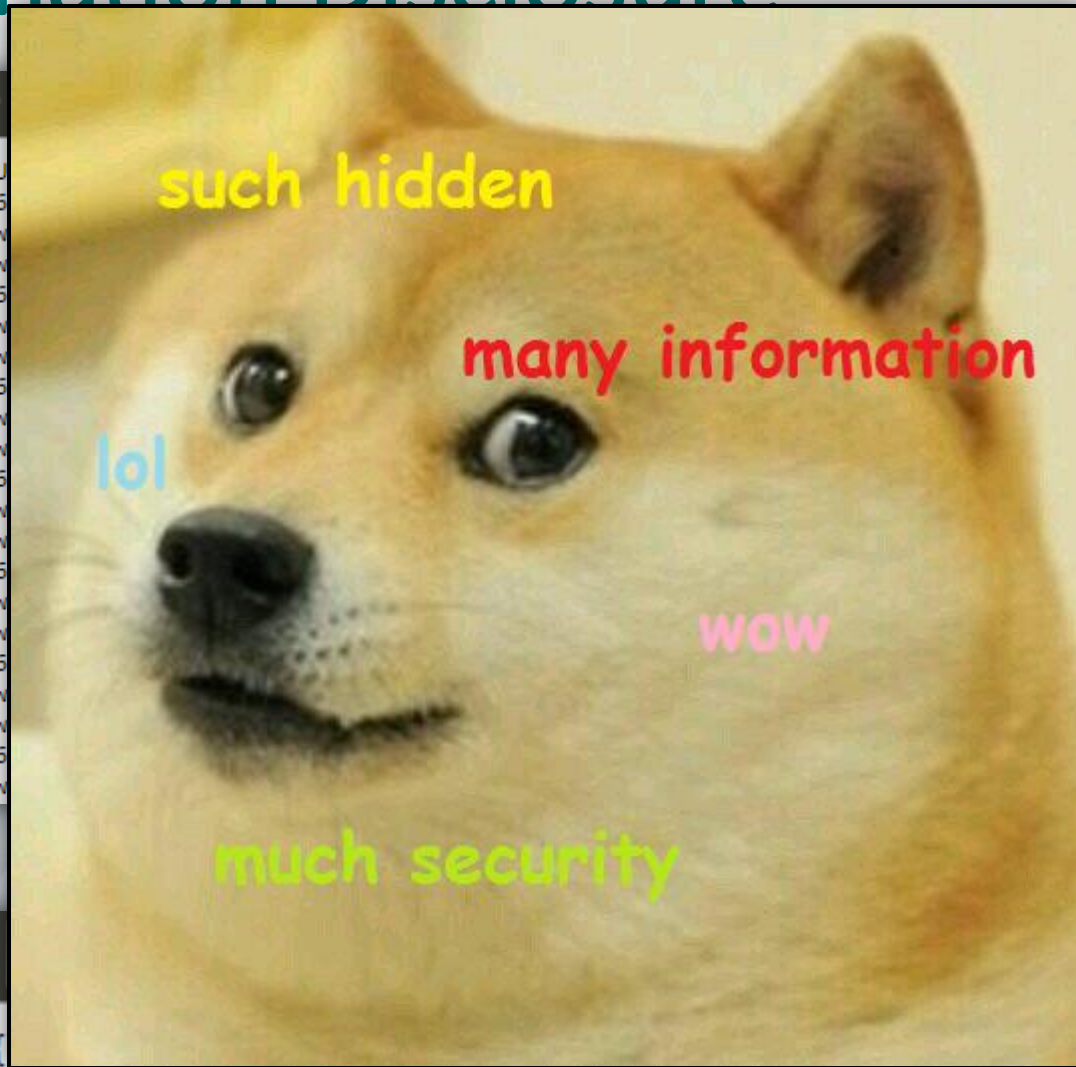 such hidden
many information
lol
wow
much security